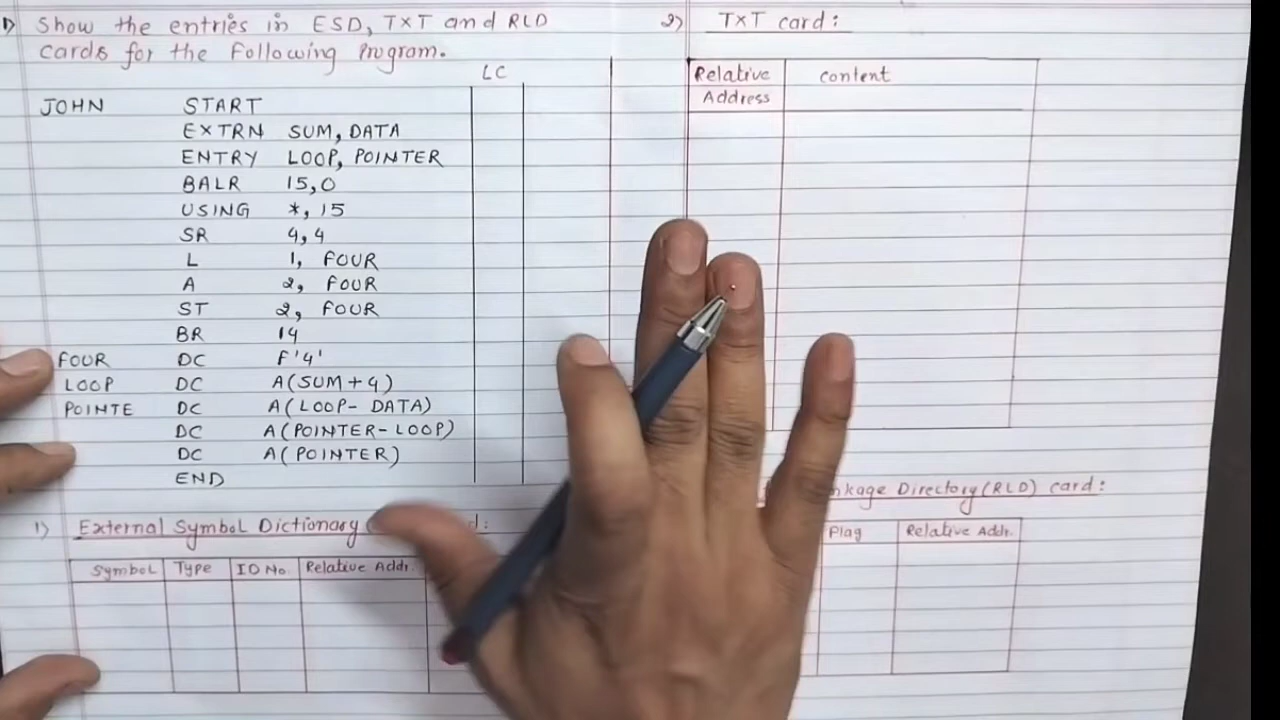 1) Show the entries in ESD, TXT and RLD
cards for the Following Program.
LC
JOHN START
EXTRN SUM, DATA
ENTRY LOOP, POINTER
BALR 15,0
USING *, 15
SR 4,4
L 1, FOUR
A 2, FOUR
ST 2, FOUR
BR 14
FOUR DC F'4'
LOOP DC A(SUM+4)
POINTE DC A(LOOP- DATA)
DC A(POINTER-LOOP)
DC A(POINTER)
END
1) External Symbol Dictionary
Symbol Type ID No. Relative Addr.
2) TXT card:
Relative Address Content
Linkage Directory(RLD) card:
Flag Relative Addr.